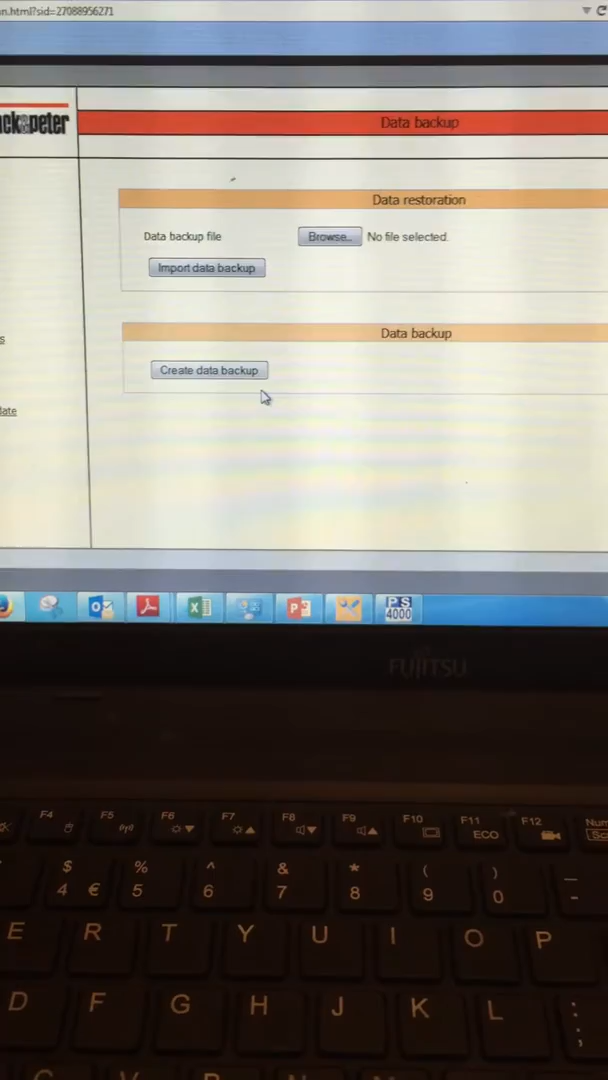 n.html?sid=27088956271
ck&peter
Data backup
Data restoration
Data backup file
Browse..
No file selected.
Import data backup
Data backup
Create data backup
s
date
PS
4000
FUJITSU
F4 F5 F6 F7 F8 F9 F10 F11 F12 Num
ECO
$ % ^ & * ( ) _
4 € 5 6 7 8 9 0 -
E R T Y U I O P
D F G H J K L : ;